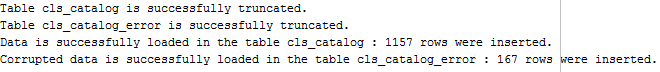 Table cls_catalog is successfully truncated.
Table cls_catalog_error is successfully truncated.
Data is successfully loaded in the table cls_catalog : 1157 rows were inserted.
Corrupted data is successfully loaded in the table cls_catalog_error : 167 rows were inserted.